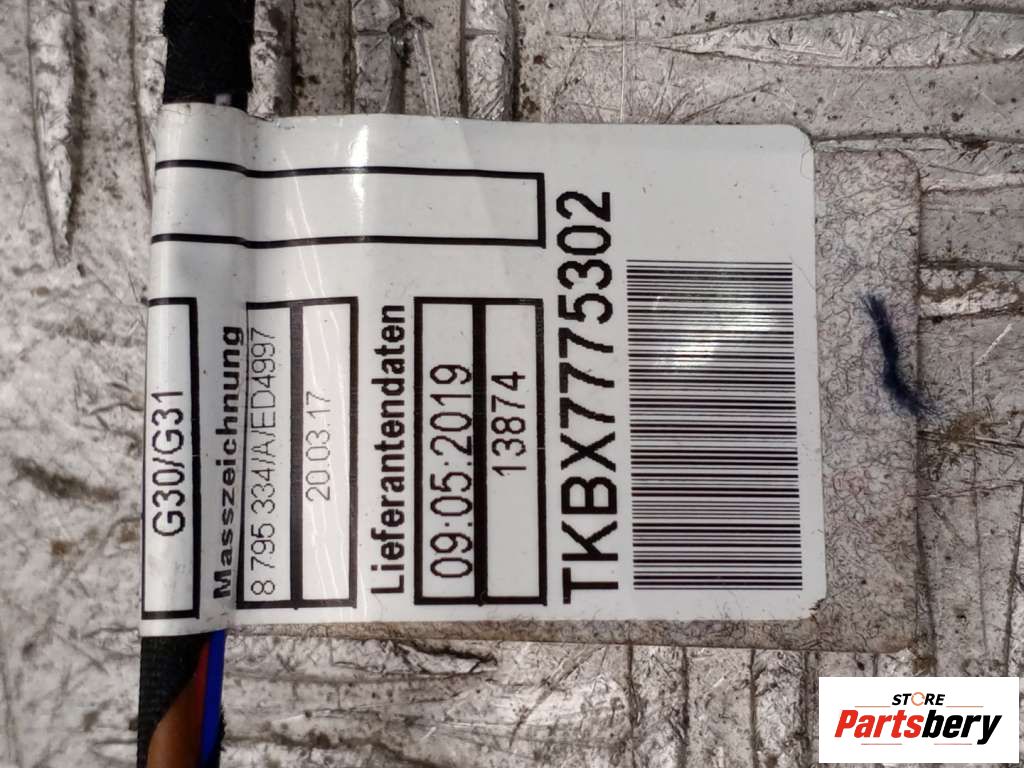 G30/G31
Masszeichnung
8 795 334/A/ED4997
20.03.17
Lieferantendaten
09:05:2019
13874
TKBX7775302
STORE
Partsbery